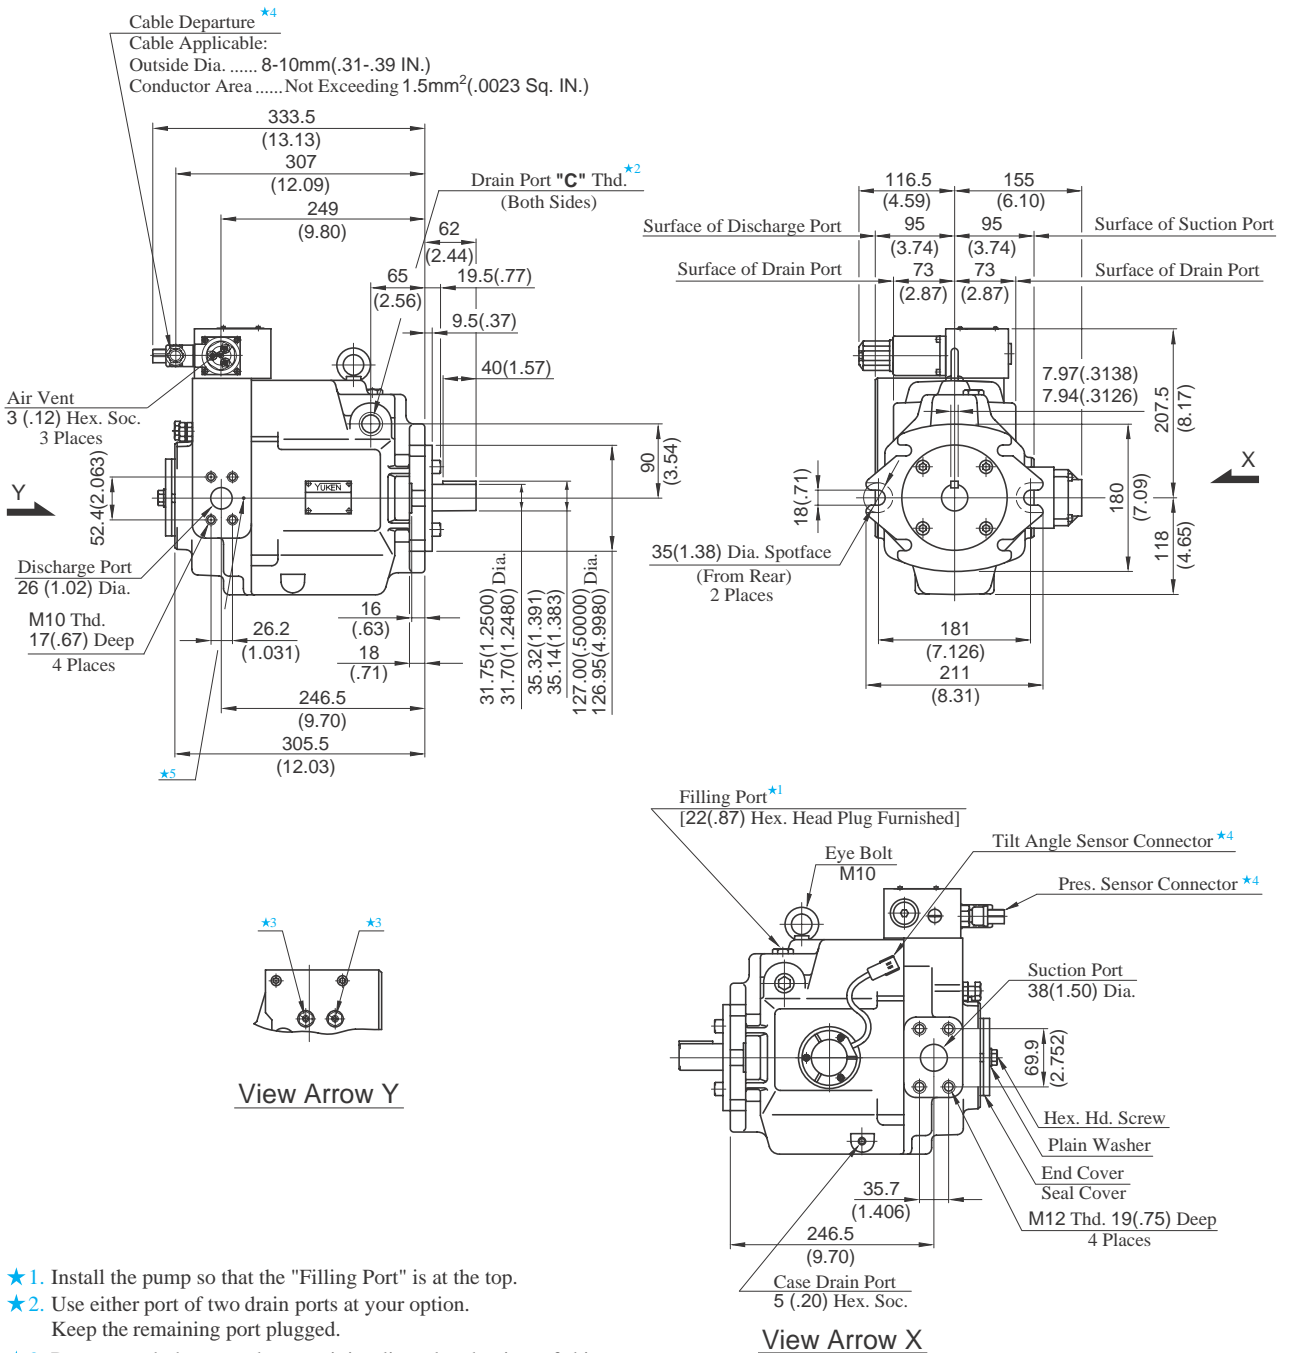 Cable Departure ★4
Cable Applicable:
Outside Dia. ...... 8-10mm(.31-.39 IN.)
Conductor Area ...... Not Exceeding 1.5mm2(.0023 Sq. IN.)
333.5
(13.13)
307
(12.09)
249
(9.80)
Drain Port "C" Thd. ★2
(Both Sides)
62
(2.44)
65
(2.56)
19.5(.77)
9.5(.37)
40(1.57)
Air Vent
3 (.12) Hex. Soc.
3 Places
52.4(2.063)
Y
YUKEN
90
(3.54)
Discharge Port
26 (1.02) Dia.
M10 Thd.
17(.67) Deep
4 Places
26.2
(1.031)
16
(.63)
18
(.71)
246.5
(9.70)
305.5
(12.03)
★5
31.75(1.2500)
31.70(1.2480) Dia.
35.32(1.391)
35.14(1.383)
127.00(.50000)
126.95(4.9980) Dia.
116.5
(4.59)
155
(6.10)
Surface of Discharge Port
95
(3.74)
95
(3.74)
Surface of Suction Port
Surface of Drain Port
73
(2.87)
73
(2.87)
Surface of Drain Port
7.97(.3138)
7.94(.3126)
207.5
(8.17)
X
18(.71)
180
(7.09)
118
(4.65)
35(1.38) Dia. Spotface
(From Rear)
2 Places
181
(7.126)
211
(8.31)
★3
★3
View Arrow Y
Filling Port ★1
[22(.87) Hex. Head Plug Furnished]
Eye Bolt
M10
Tilt Angle Sensor Connector ★4
Pres. Sensor Connector ★4
Suction Port
38(1.50) Dia.
69.9
(2.752)
Hex. Hd. Screw
Plain Washer
End Cover
Seal Cover
M12 Thd. 19(.75) Deep
4 Places
35.7
(1.406)
246.5
(9.70)
Case Drain Port
5 (.20) Hex. Soc.
View Arrow X
★1. Install the pump so that the "Filling Port" is at the top.
★2. Use either port of two drain ports at your option.
Keep the remaining port plugged.